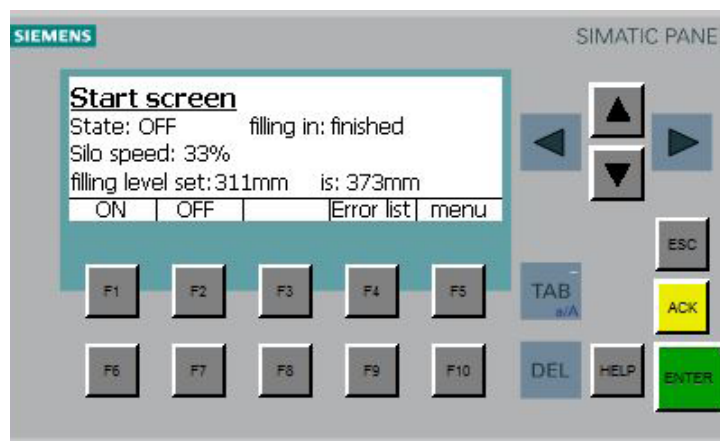 SIEMENS SIMATIC PANE
Start screen
State: OFF filling in: finished
Silo speed: 33%
filling level set:311mm is: 373mm
ON OFF Error list menu
ESC
F1 F2 F3 F4 F5 TAB a/A ACK
F6 F7 F8 F9 F10 DEL HELP ENTER